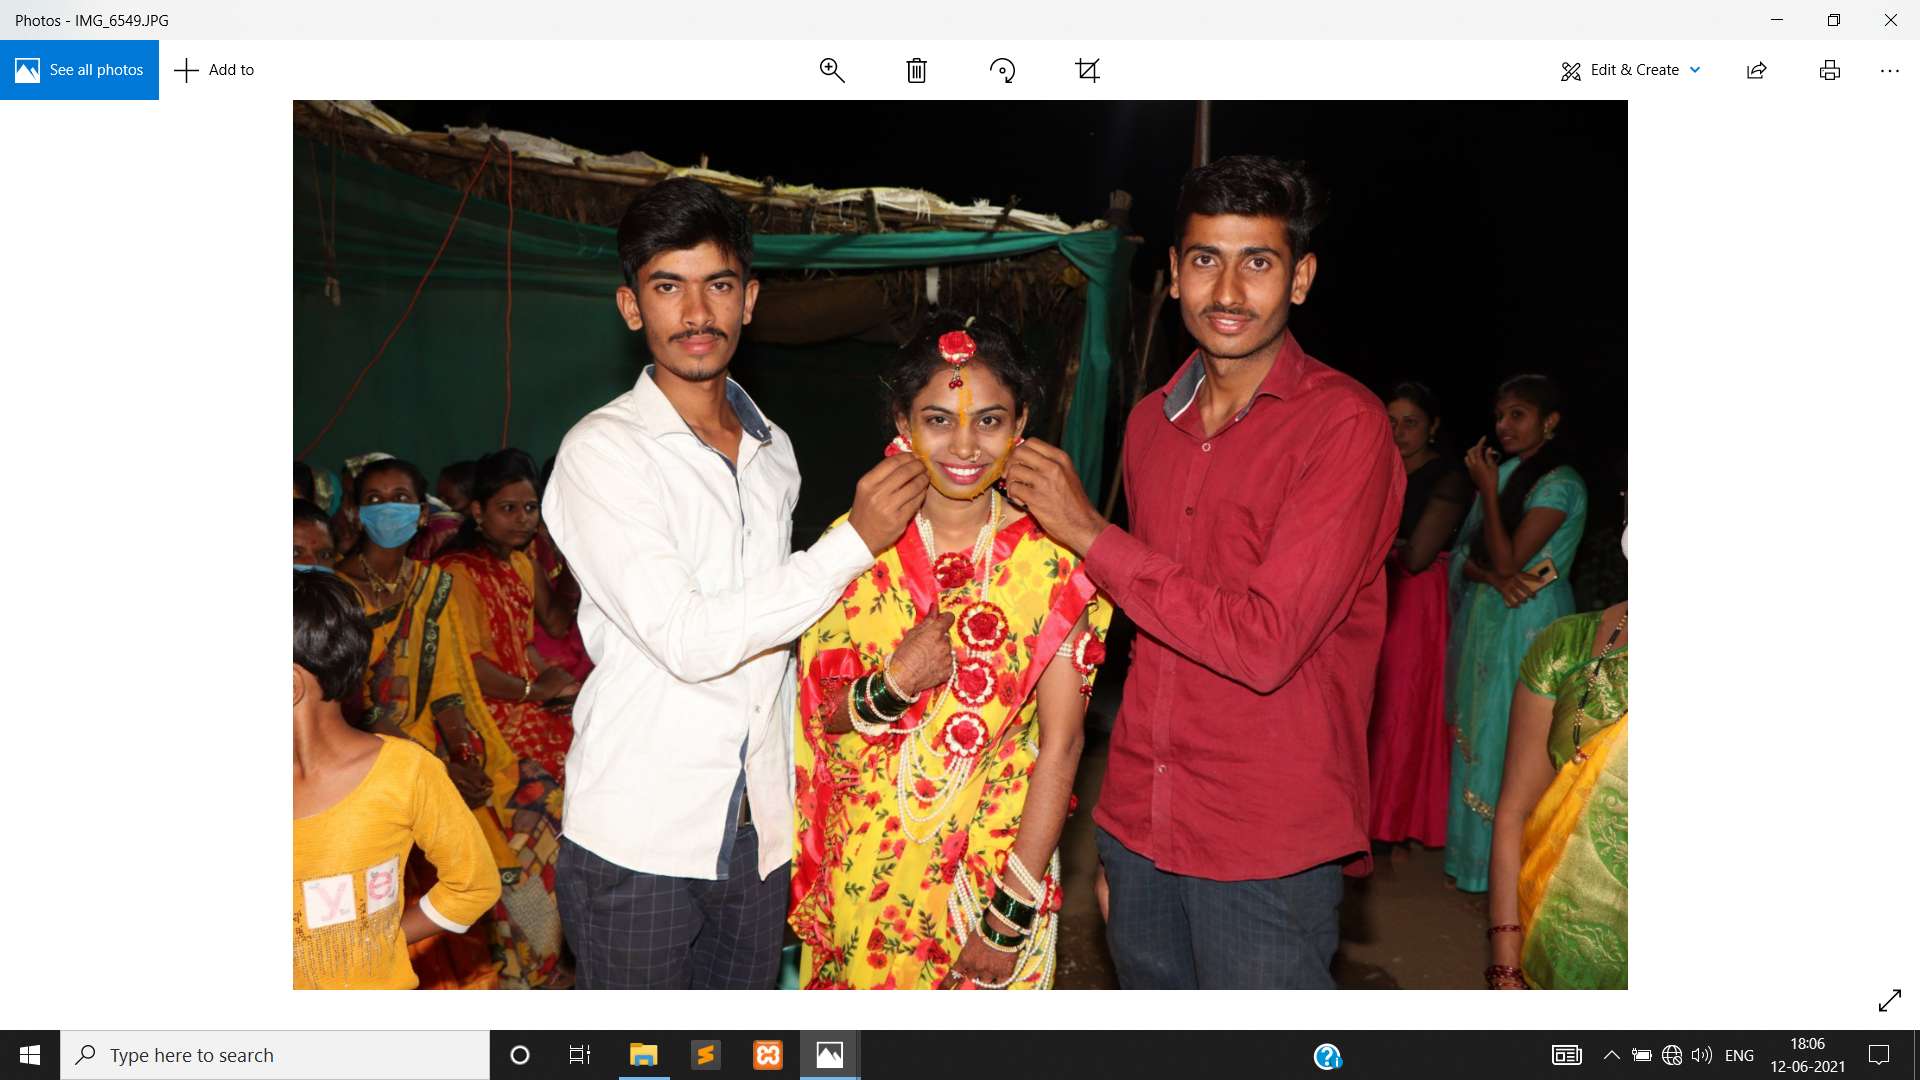 Photos - IMG_6549.JPG
See all photos
Add to
Edit & Create
ye
Type here to search
ENG
18:06
12-06-2021